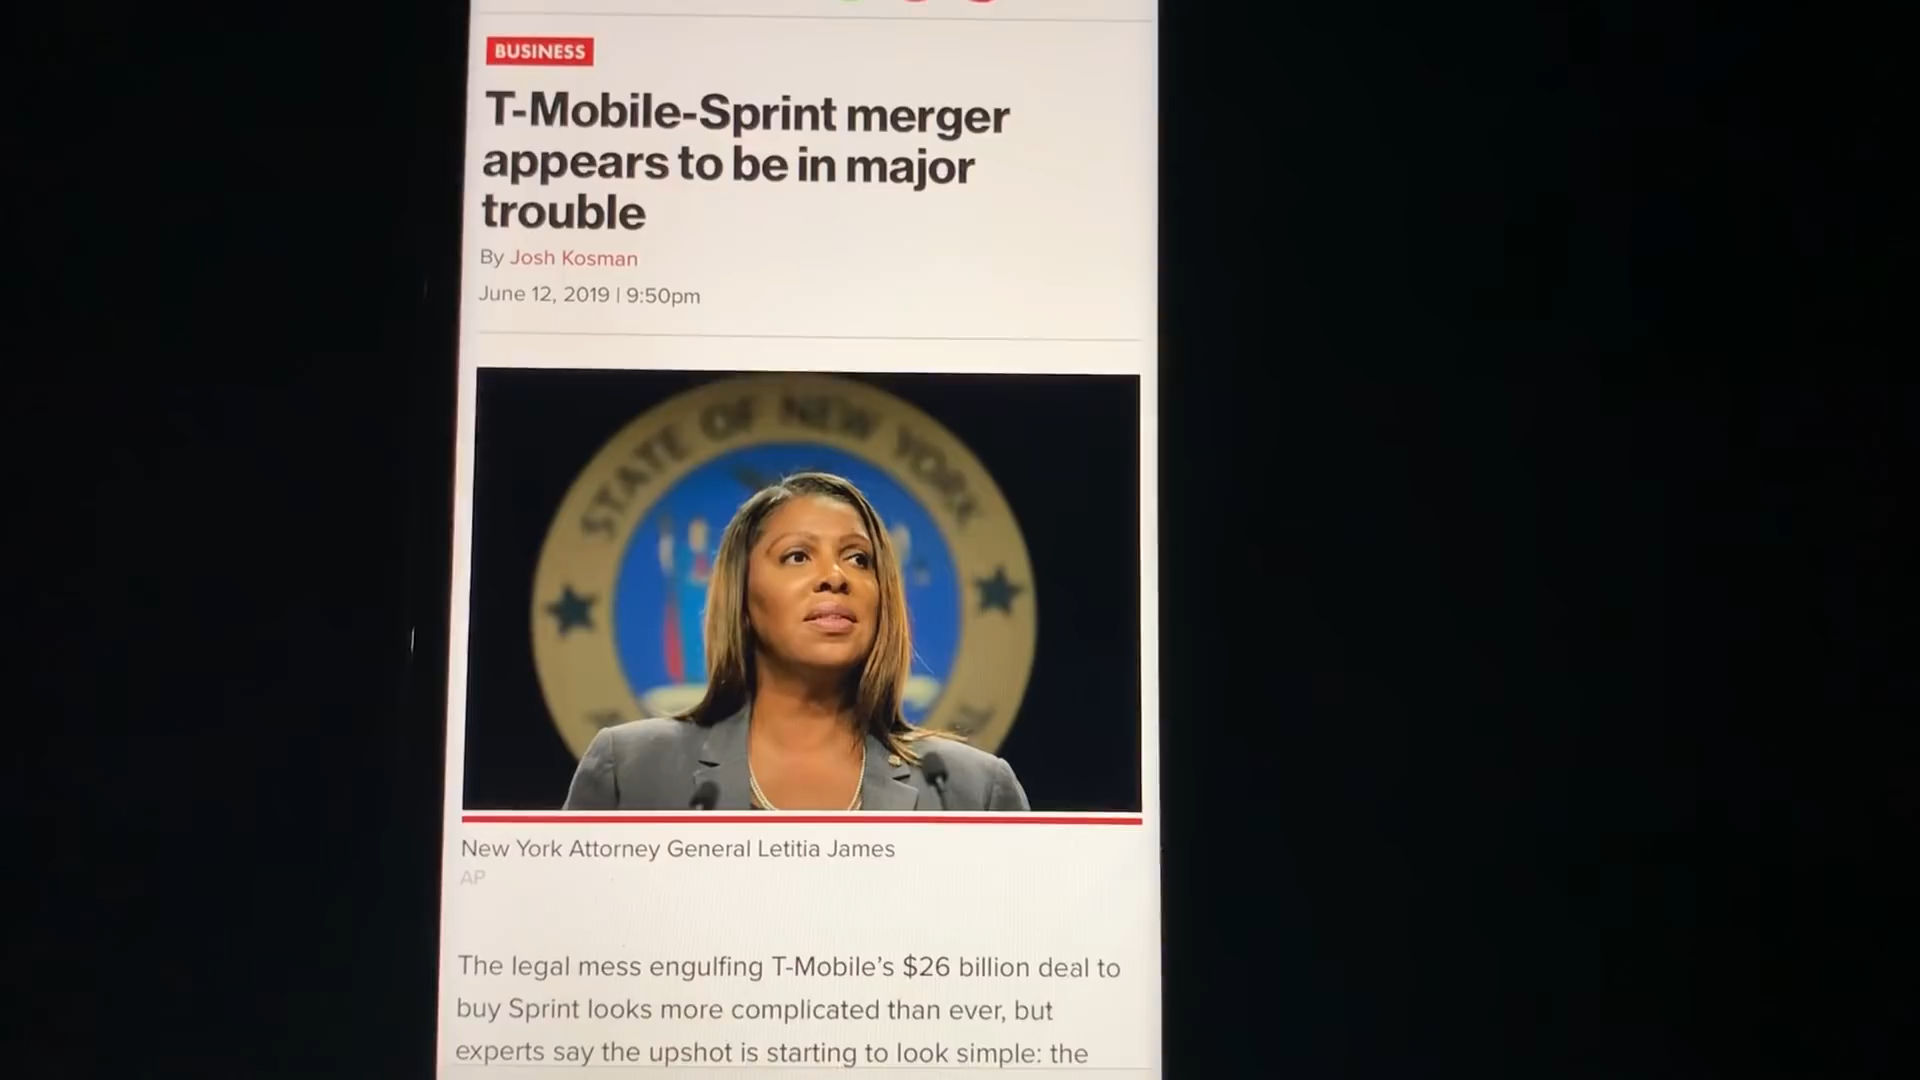 BUSINESS
T-Mobile-Sprint merger
appears to be in major
trouble
By Josh Kosman
June 12, 2019 | 9:50pm
STATE OF NEW YORK
New York Attorney General Letitia James
AP
The legal mess engulfing T-Mobile's $26 billion deal to
buy Sprint looks more complicated than ever, but
experts say the upshot is starting to look simple: the